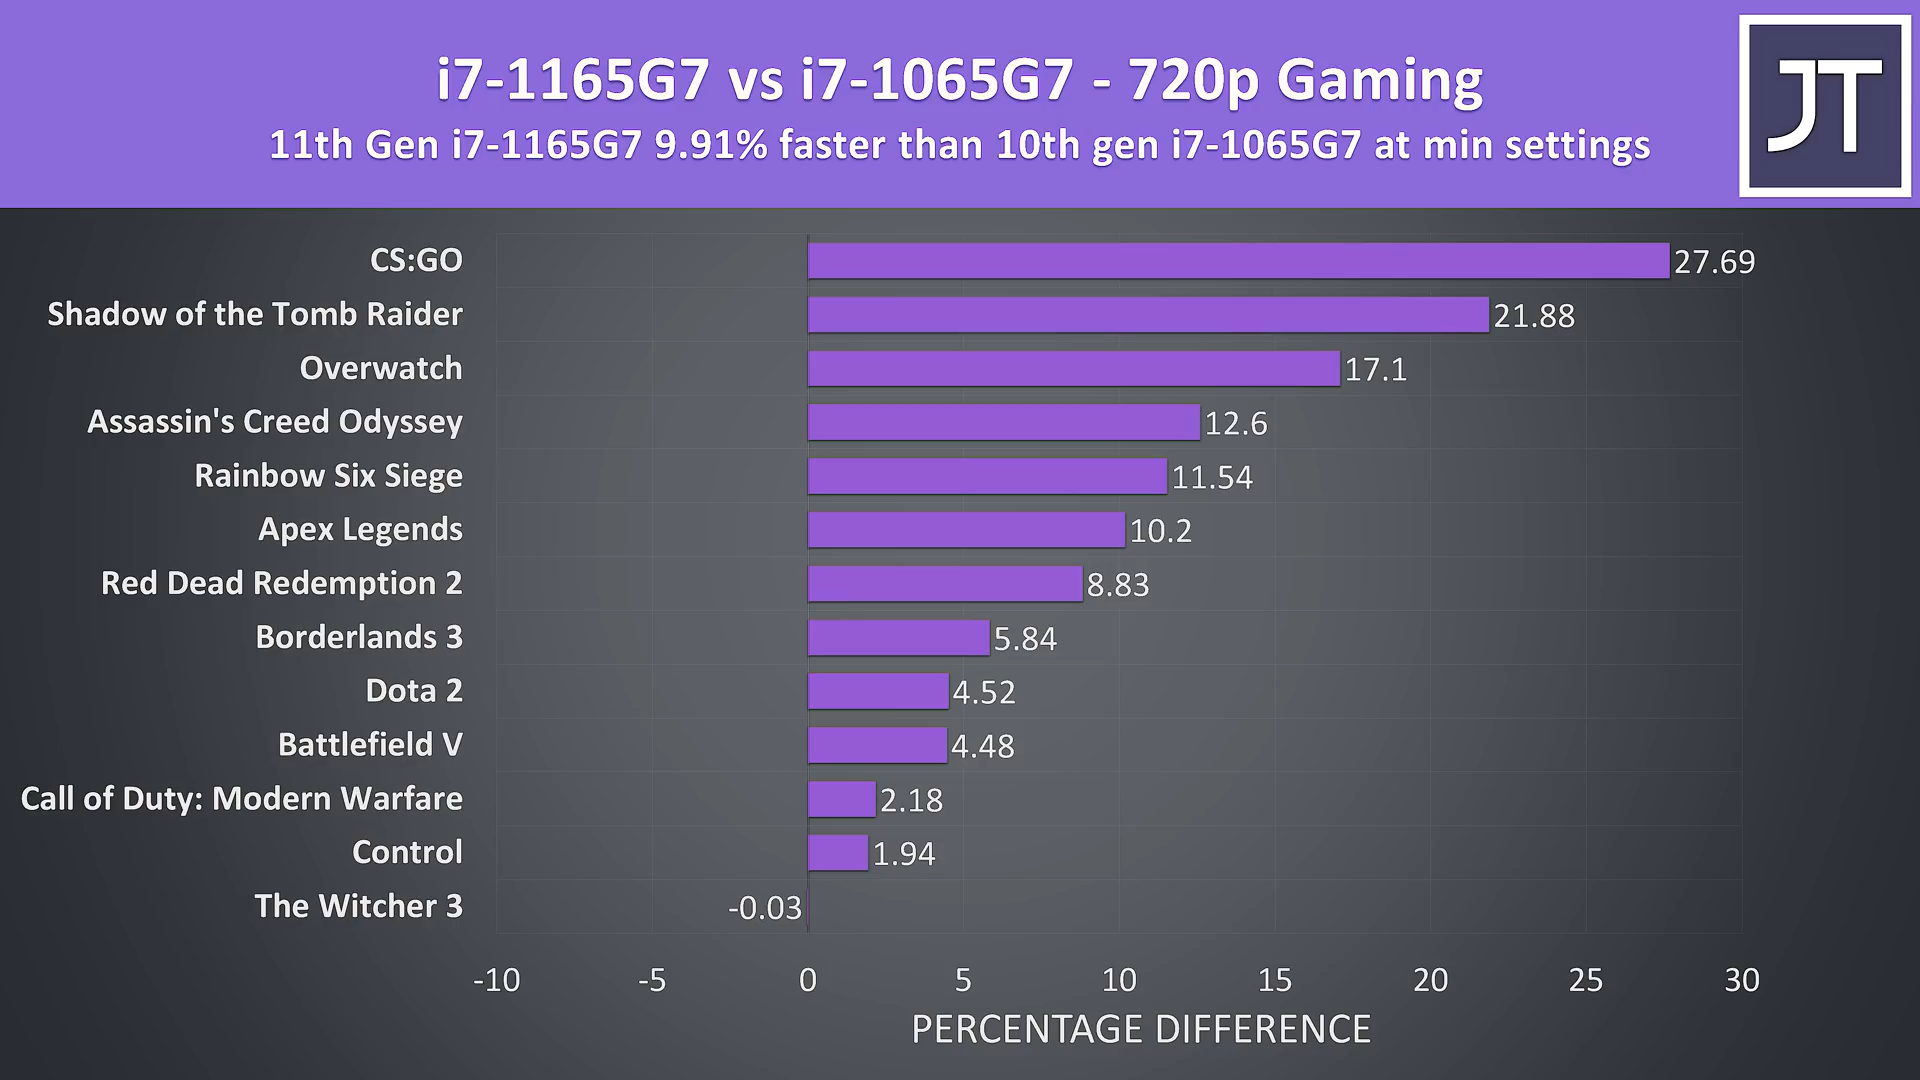 i7-1165G7 vs i7-1065G7 - 720p Gaming
11th Gen i7-1165G7 9.91% faster than 10th gen i7-1065G7 at min settings
JT
CS:GO 27.69
Shadow of the Tomb Raider 21.88
Overwatch 17.1
Assassin's Creed Odyssey 12.6
Rainbow Six Siege 11.54
Apex Legends 10.2
Red Dead Redemption 2 8.83
Borderlands 3 5.84
Dota 2 4.52
Battlefield V 4.48
Call of Duty: Modern Warfare 2.18
Control 1.94
The Witcher 3 -0.03
-10 -5 0 5 10 15 20 25 30
PERCENTAGE DIFFERENCE